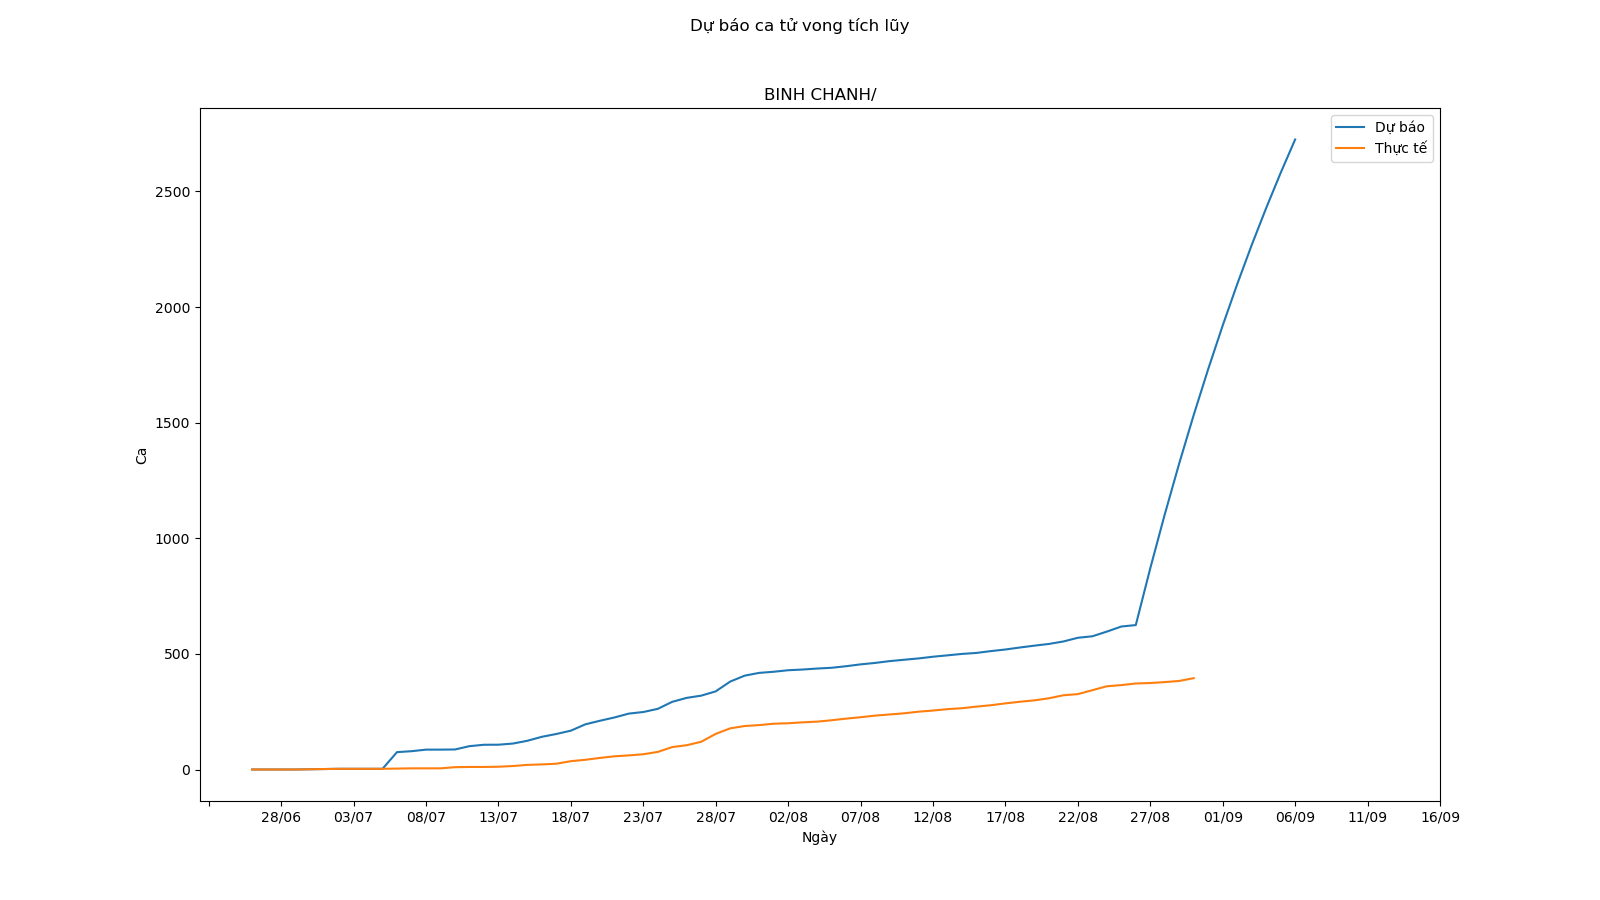 Dự báo ca tử vong tích lũy
BINH CHANH/
Dự báo
Thực tế
2500
2000
1500
1000
500
0
Ca
28/06 03/07 08/07 13/07 18/07 23/07 28/07 02/08 07/08 12/08 17/08 22/08 27/08 01/09 06/09 11/09 16/09
Ngày